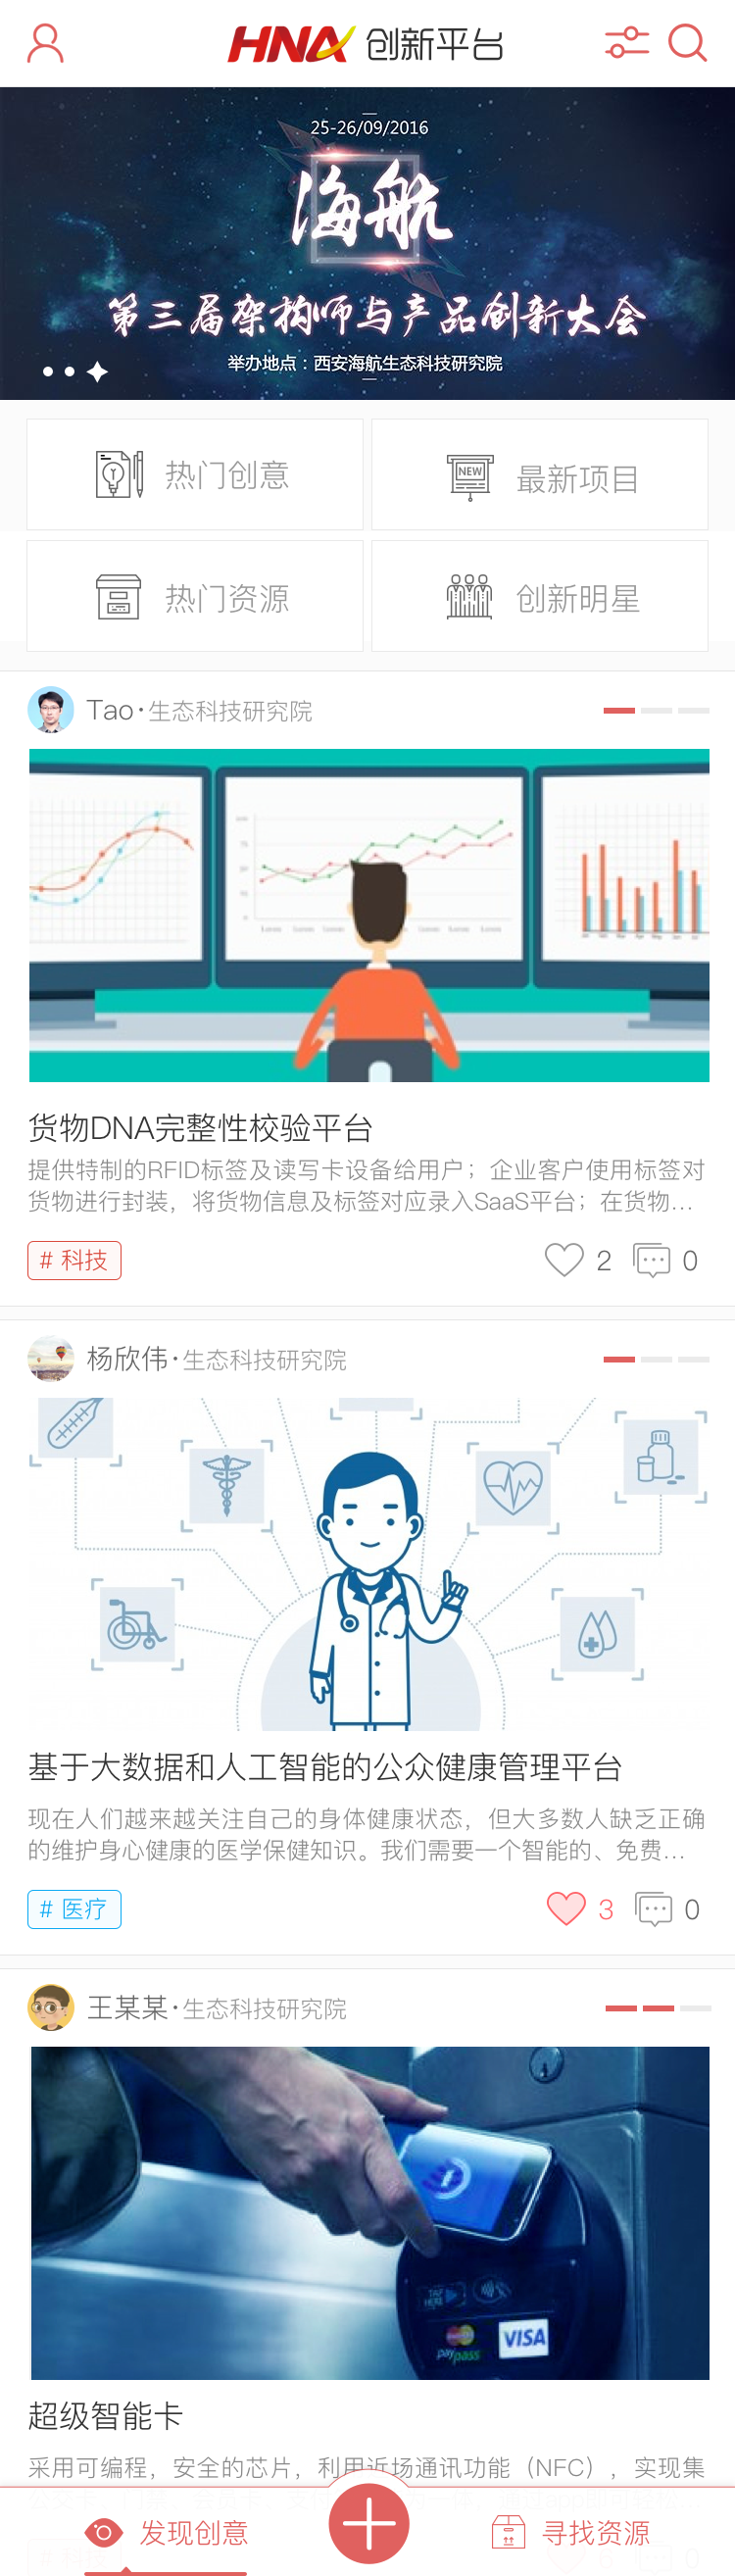 HNA 创新平台
25-26/09/2016
海航
第三届架构师与产品创新大会
举办地点：西安海航生态科技研究院
热门创意
NEW 最新项目
热门资源
创新明星
Tao·生态科技研究院
货物DNA完整性校验平台
提供特制的RFID标签及读写卡设备给用户；企业客户使用标签对
货物进行封装，将货物信息及标签对应录入SaaS平台；在货物...
# 科技
2
0
杨欣伟·生态科技研究院
基于大数据和人工智能的公众健康管理平台
现在人们越来越关注自己的身体健康状态，但大多数人缺乏正确
的维护身心健康的医学保健知识。我们需要一个智能的、免费...
# 医疗
3
0
王某某·生态科技研究院
TAP HERE
PayPass
VISA
超级智能卡
采用可编程，安全的芯片，利用近场通讯功能（NFC），实现集
发现创意
寻找资源